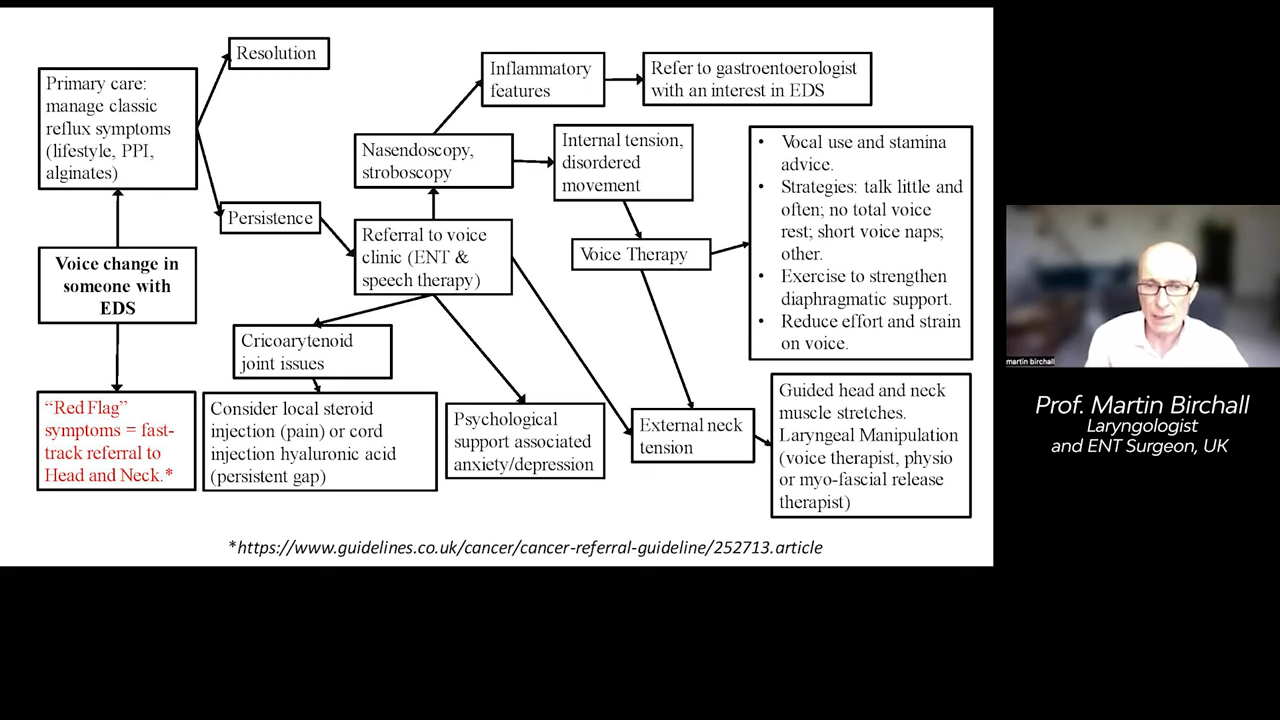 Resolution
Primary care:
manage classic
reflux symptoms
(lifestyle, PPI,
alginates)
Persistence
Voice change in
someone with
EDS
"Red Flag"
symptoms = fast-
track referral to
Head and Neck.*
Inflammatory
features
Refer to gastroentoerologist
with an interest in EDS
Nasendoscopy,
stroboscopy
Internal tension,
disordered
movement
Referral to voice
clinic (ENT &
speech therapy)
Voice Therapy
• Vocal use and stamina
advice.
• Strategies: talk little and
often; no total voice
rest; short voice naps;
other.
• Exercise to strengthen
diaphragmatic support.
• Reduce effort and strain
on voice.
Cricoarytenoid
joint issues
Consider local steroid
injection (pain) or cord
injection hyaluronic acid
(persistent gap)
Psychological
support associated
anxiety/depression
External neck
tension
Guided head and neck
muscle stretches.
Laryngeal Manipulation
(voice therapist, physio
or myo-fascial release
therapist)
*https://www.guidelines.co.uk/cancer/cancer-referral-guideline/252713.article
martin birchall
Prof. Martin Birchall
Laryngologist
and ENT Surgeon, UK